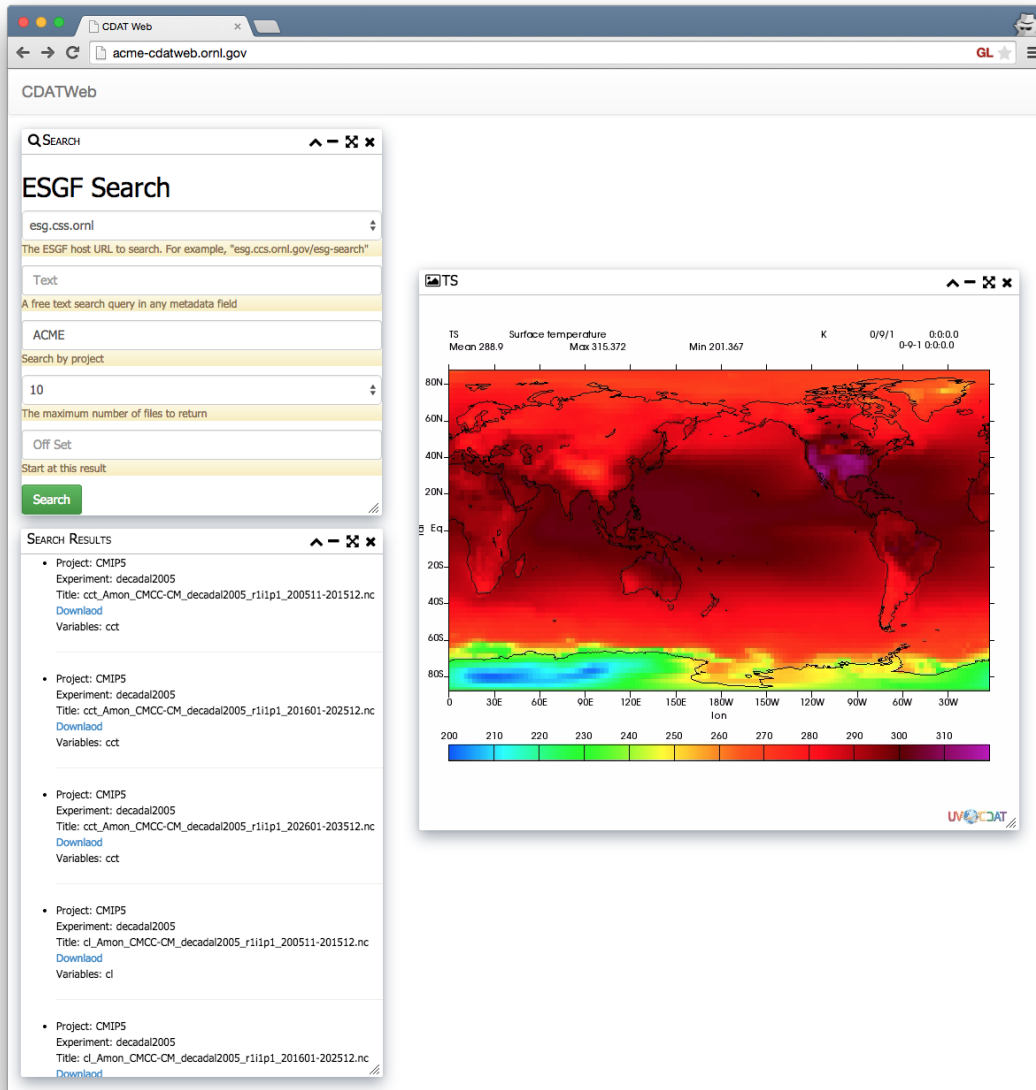 CDAT Web
acme-cdatweb.ornl.gov
GL
CDATWeb
SEARCH
ESGF Search
esg.css.ornl
The ESGF host URL to search. For example, "esg.ccs.ornl.gov/esg-search"
Text
A free text search query in any metadata field
ACME
Search by project
10
The maximum number of files to return
Off Set
Start at this result
Search
SEARCH RESULTS
Project: CMIP5
Experiment: decadal2005
Title: cct_Amon_CMCC-CM_decadal2005_r1i1p1_200511-201512.nc
Downlaod
Variables: cct
Project: CMIP5
Experiment: decadal2005
Title: cct_Amon_CMCC-CM_decadal2005_r1i1p1_201601-202512.nc
Downlaod
Variables: cct
Project: CMIP5
Experiment: decadal2005
Title: cct_Amon_CMCC-CM_decadal2005_r1i1p1_202601-203512.nc
Downlaod
Variables: cct
Project: CMIP5
Experiment: decadal2005
Title: cl_Amon_CMCC-CM_decadal2005_r1i1p1_200511-201512.nc
Downlaod
Variables: cl
Project: CMIP5
Experiment: decadal2005
Title: cl_Amon_CMCC-CM_decadal2005_r1i1p1_201601-202512.nc
Downlaod
TS
TS Surface temperature K 0/9/1 0:0:0.0
Mean 288.9 Max 315.372 Min 201.367 0-9-1 0:0:0.0
80N
60N
40N
20N
Eq
20S
40S
60S
80S
0 30E 60E 90E 120E 150E 180 150W 120W 90W 60W 30W
lon
200 210 220 230 240 250 260 270 280 290 300 310
UV CDAT